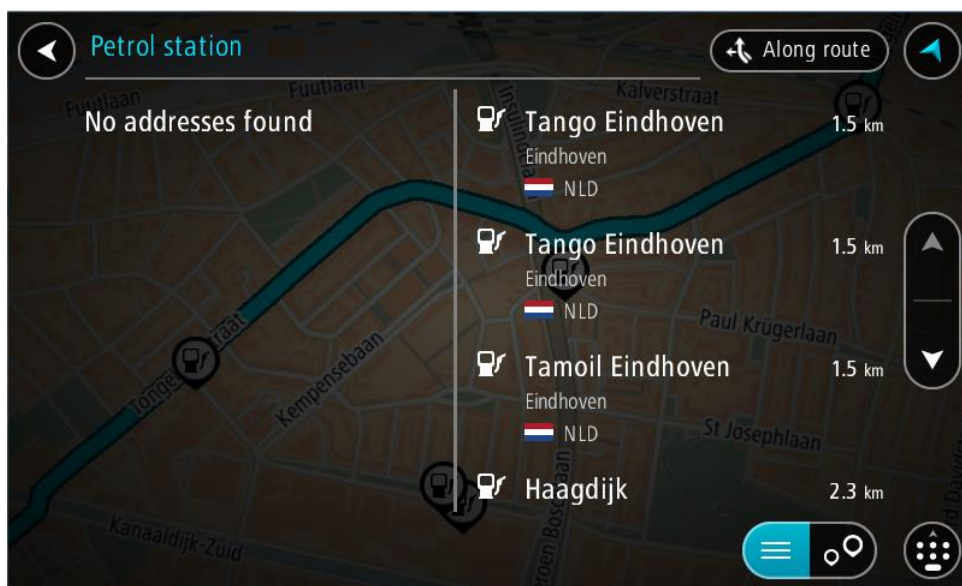 Petrol station
Along route
Fuutlaan
Fuutlaan
Kalverstraat
No addresses found
Tango Eindhoven
1.5 km
Eindhoven
NLD
Tango Eindhoven
1.5 km
Eindhoven
NLD
Paul Krügerlaan
Kempensebaan
Tamoil Eindhoven
1.5 km
Eindhoven
NLD
St Josephlaan
Haagdijk
2.3 km
Kanaaldijk-Zuid